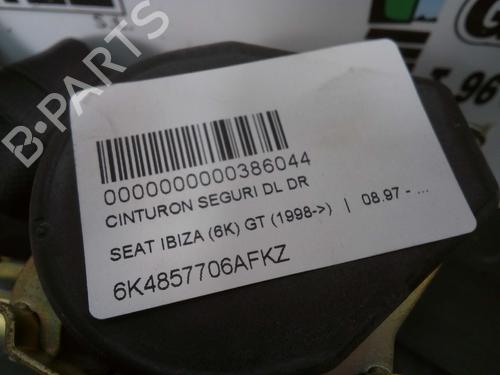 B-PARTS
0000000000386044
CINTURON SEGURI DL DR
SEAT IBIZA (6K) GT (1998->) | 08.97 - ...
6K4857706AFKZ